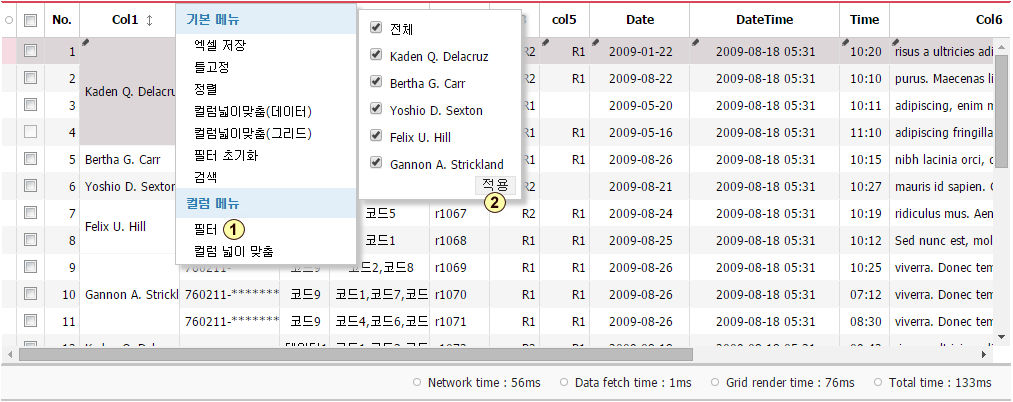 No. Col1 col5 Date DateTime Time Col6
기본 메뉴
엑셀 저장
틀고정
정렬
컬럼넓이맞춤(데이터)
컬럼넓이맞춤(그리드)
필터 초기화
검색
컬럼 메뉴
필터 1
컬럼 넓이 맞춤
전체
Kaden Q. Delacruz
Bertha G. Carr
Yoshio D. Sexton
Felix U. Hill
Gannon A. Strickland
적용
2
1 R2 R1 2009-01-22 2009-08-18 05:31 10:20 risus a ultricies adi
2 Kaden Q. Delacru R2 R1 2009-08-22 2009-08-18 05:31 10:10 purus. Maecenas li
3 R1 2009-05-20 2009-08-18 05:31 10:11 adipiscing, enim m
4 R1 R1 2009-05-16 2009-08-18 05:31 11:10 adipiscing fringilla
5 Bertha G. Carr R1 R1 2009-08-26 2009-08-18 05:31 10:15 nibh lacinia orci, c
6 Yoshio D. Sexton R2 2009-08-21 2009-08-18 05:31 10:27 mauris id sapien. C
7 Felix U. Hill 코드5 r1067 R2 R1 2009-08-24 2009-08-18 05:31 10:19 ridiculus mus. Aen
8 코드1 r1068 R1 R1 2009-08-25 2009-08-18 05:31 10:12 Sed nunc est, mol
9 760211-******* 코드9 코드2,코드8 r1069 R1 R1 2009-08-26 2009-08-18 05:31 10:25 viverra. Donec tem
10 Gannon A. Strickl 760211-******* 코드9 코드1,코드7,코드 r1070 R1 R1 2009-08-26 2009-08-18 05:31 07:12 viverra. Donec tem
11 760211-******* 코드9 코드4,코드6,코드 r1071 R1 R1 2009-08-26 2009-08-18 05:31 08:30 viverra. Donec tem
Network time : 56ms Data fetch time : 1ms Grid render time : 76ms Total time : 133ms